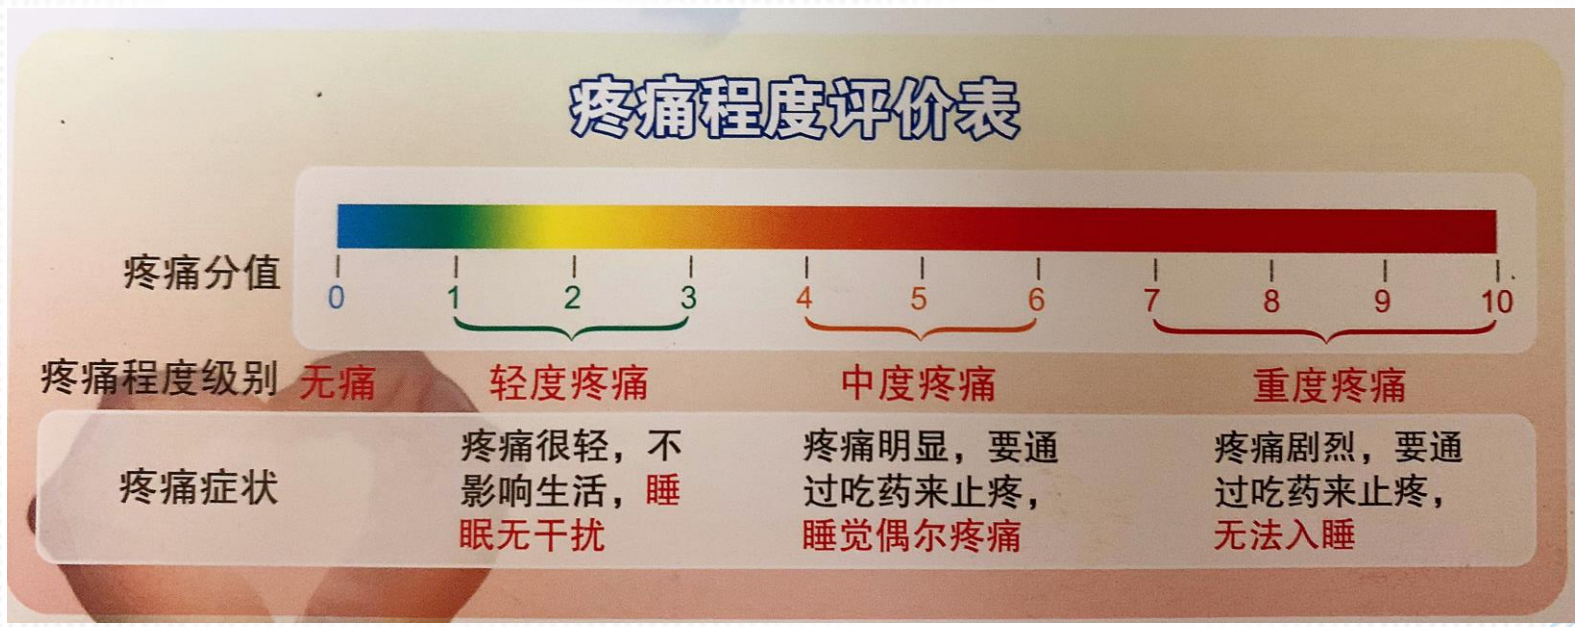 疼痛程度评价表
疼痛分值
0 1 2 3 4 5 6 7 8 9 10
疼痛程度级别 无痛 轻度疼痛 中度疼痛 重度疼痛
疼痛症状
疼痛很轻，不
影响生活，睡
眠无干扰
疼痛明显，要通
过吃药来止疼，
睡觉偶尔疼痛
疼痛剧烈，要通
过吃药来止疼，
无法入睡